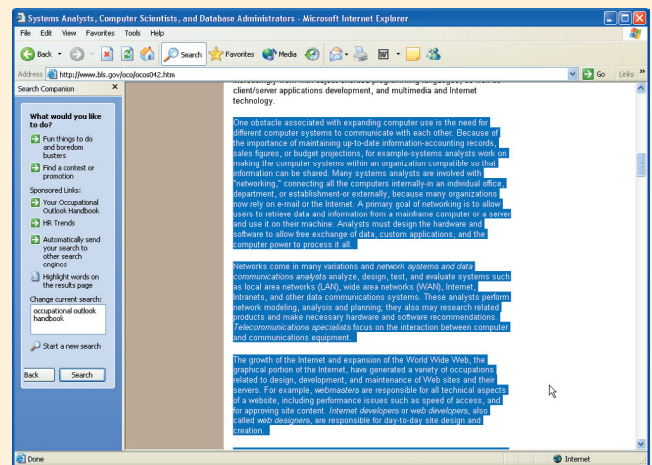 Systems Analysts, Computer Scientists, and Database Administrators - Microsoft Internet Explorer
File Edit View Favorites Tools Help
Back Search Favorites Media
Address http://www.bls.gov/oco/ocos042.htm Go Links »
Search Companion ×
What would you like
to do?
Fun things to do
and boredom
busters
Find a contest or
promotion
Sponsored Links:
Your Occupational
Outlook Handbook
HR Trends
Automatically send
your search to
other search
engines
Highlight words on
the results page
Change current search:
occupational outlook
handbook
Start a new search
Back Search
client/server applications development, and multimedia and Internet
technology.
One obstacle associated with expanding computer use is the need for
different computer systems to communicate with each other. Because of
the importance of maintaining up-to-date information-accounting records,
sales figures, or budget projections, for example-systems analysts work on
making the computer systems within an organization compatible so that
information can be shared. Many systems analysts are involved with
"networking," connecting all the computers internally-in an individual office,
department, or establishment-or externally, because many organizations
now rely on e-mail or the Internet. A primary goal of networking is to allow
users to retrieve data and information from a mainframe computer or a server
and use it on their machine. Analysts must design the hardware and
software to allow free exchange of data, custom applications, and the
computer power to process it all.
Networks come in many variations and network systems and data
communications analysts analyze, design, test, and evaluate systems such
as local area networks (LAN), wide area networks (WAN), Internet,
Intranets, and other data communications systems. These analysts perform
network modeling, analysis and planning; they also may research related
products and make necessary hardware and software recommendations.
Telecommunications specialists focus on the interaction between computer
and communications equipment.
The growth of the Internet and expansion of the World Wide Web, the
graphical portion of the Internet, have generated a variety of occupations
related to design, development, and maintenance of Web sites and their
servers. For example, webmasters are responsible for all technical aspects
of a website, including performance issues such as speed of access, and
for approving site content. Internet developers or web developers, also
called web designers, are responsible for day-to-day site design and
creation.
Done Internet